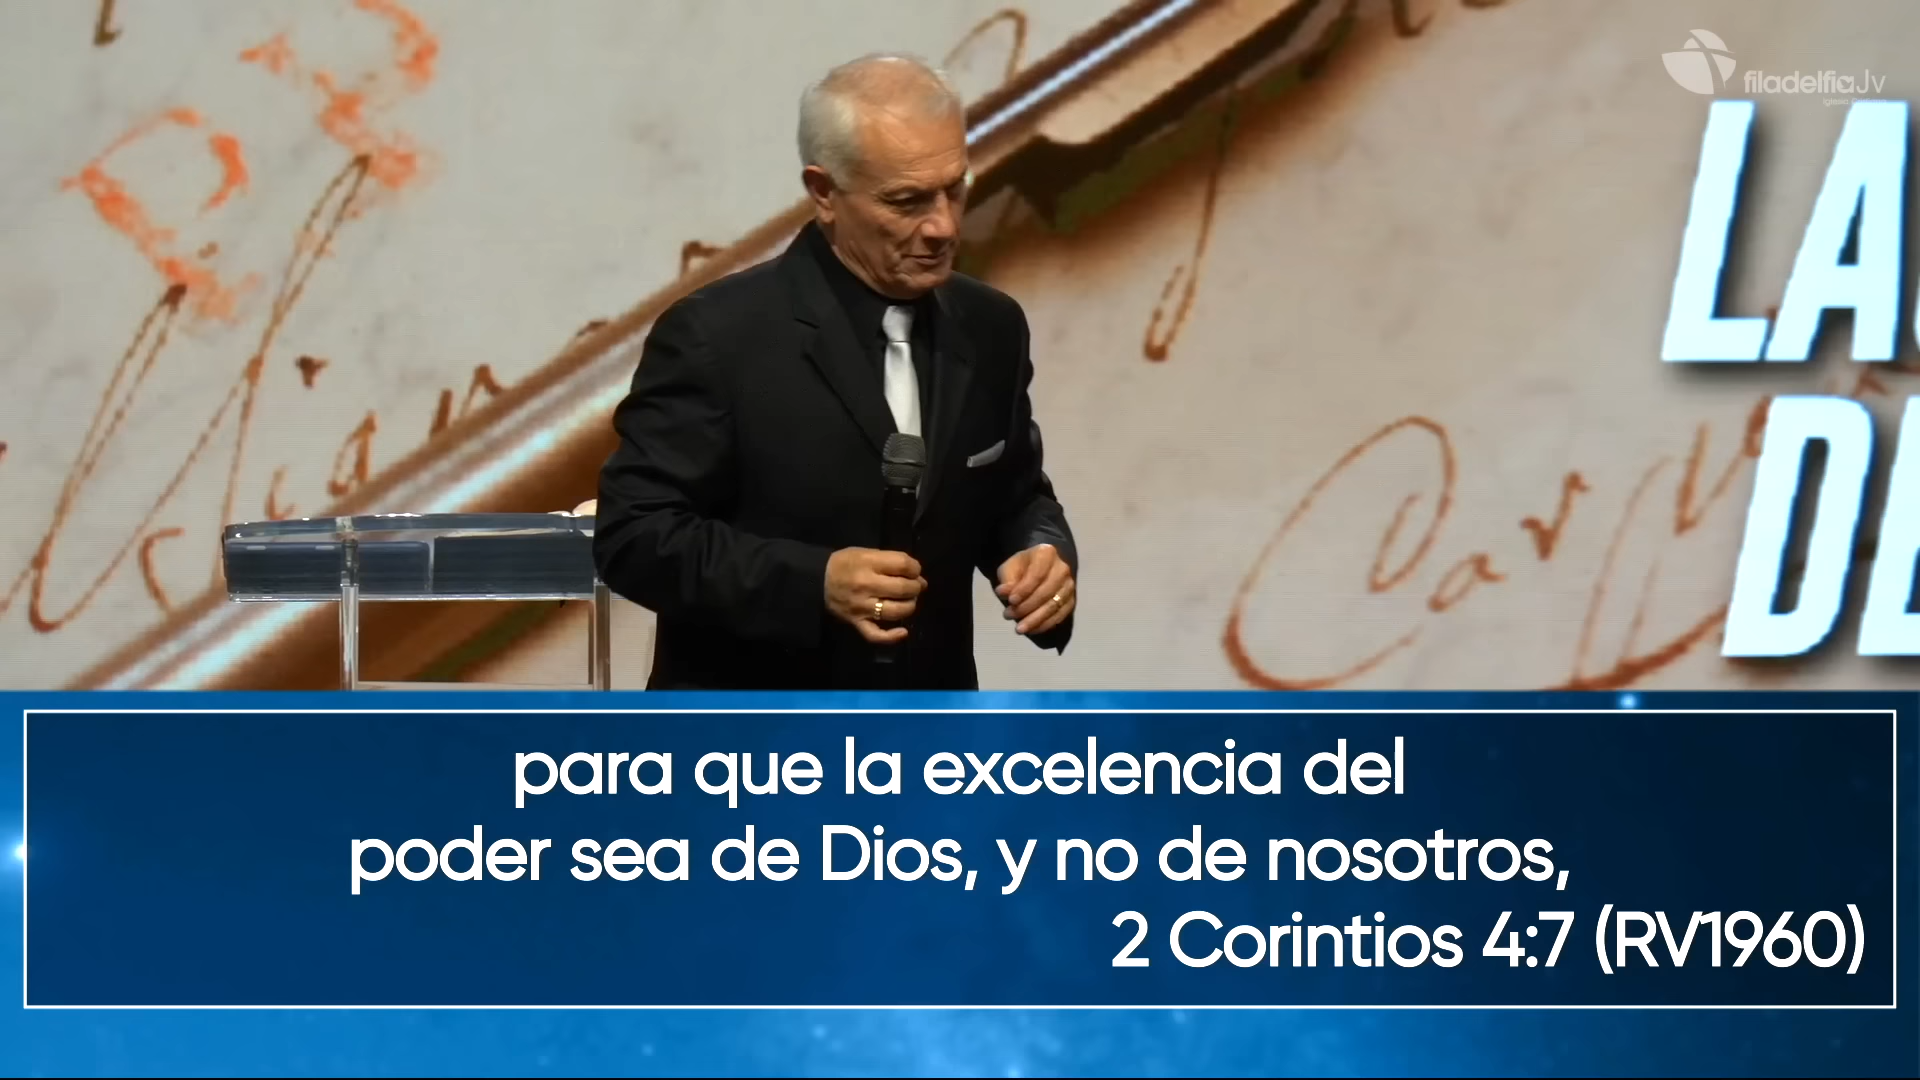 filadelfiaJv
LA
DE
para que la excelencia del
poder sea de Dios, y no de nosotros,
2 Corintios 4:7 (RV1960)